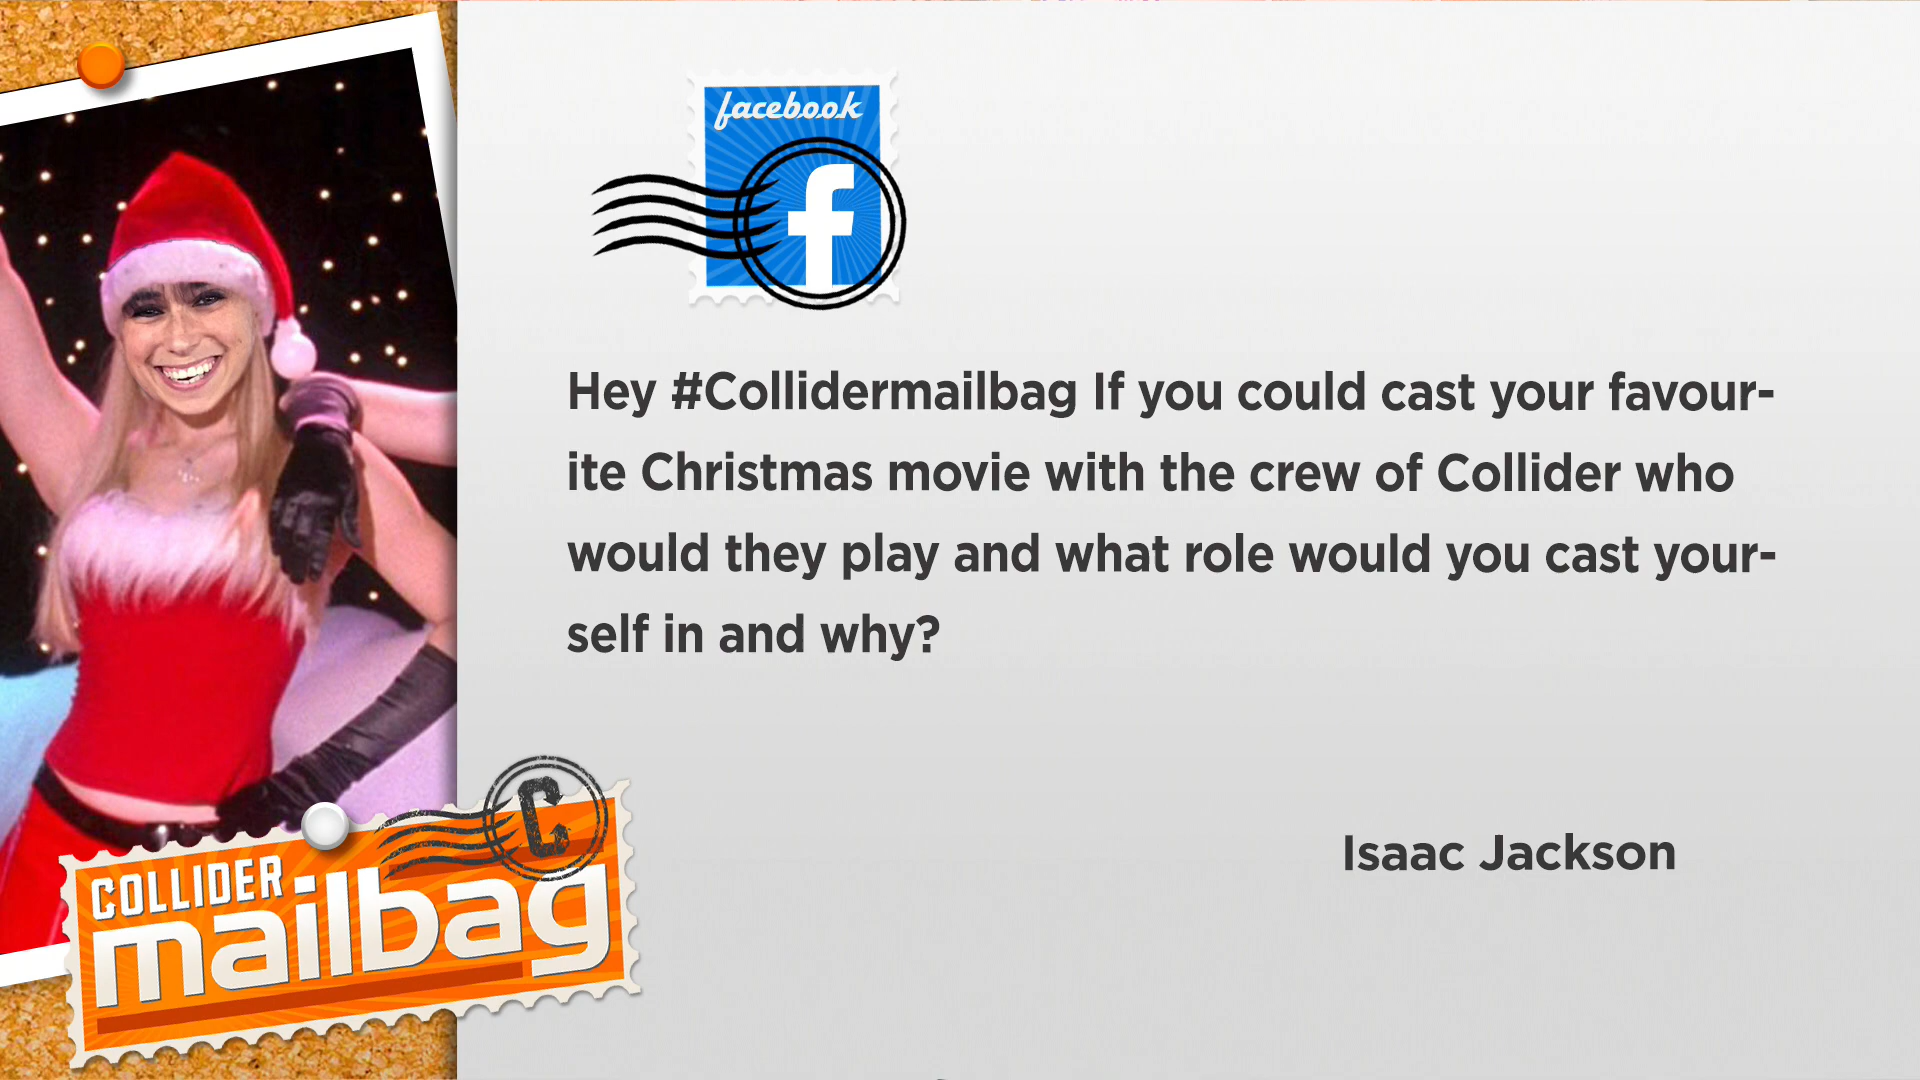 facebook
f
Hey #Collidermailbag If you could cast your favour-
ite Christmas movie with the crew of Collider who
would they play and what role would you cast your-
self in and why?
Isaac Jackson
C
COLLIDER
mailbag